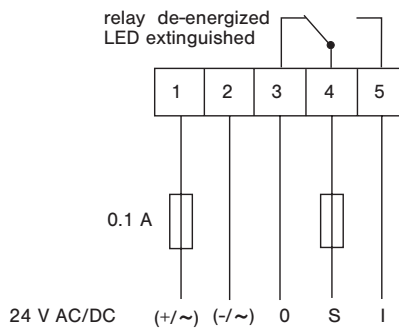 relay de-energized
LED extinguished
1 2 3 4 5
0.1 A
24 V AC/DC (+/~) (-/~) 0 S I